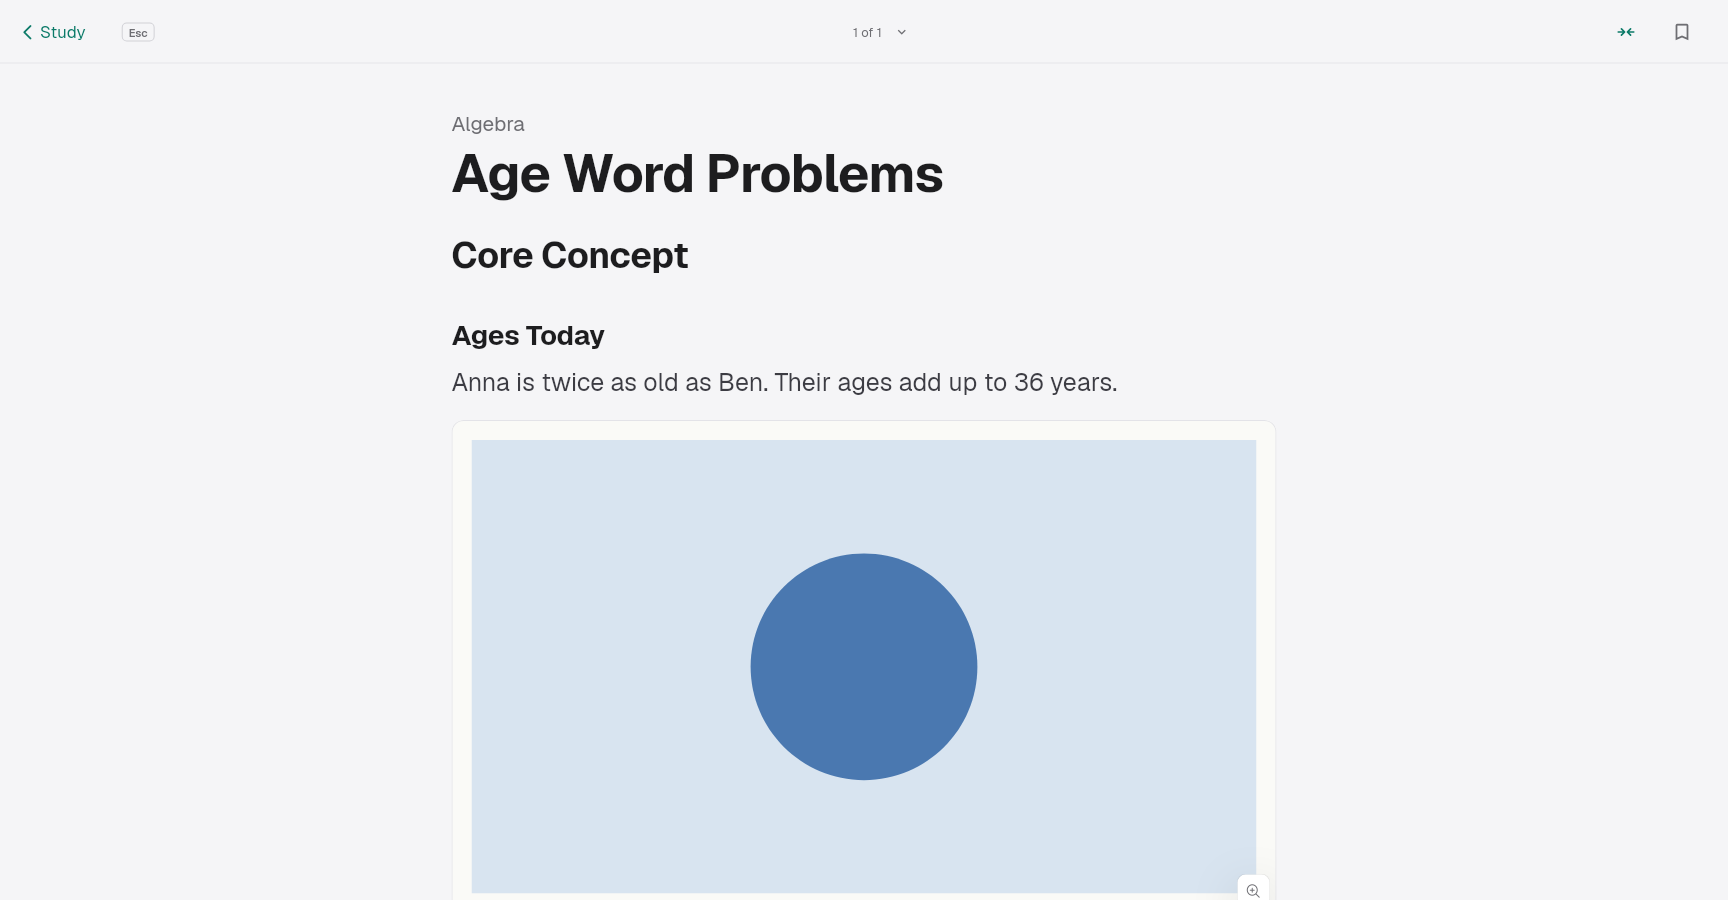 Study
Esc
1 of 1
Algebra
Age Word Problems
Core Concept
Ages Today
Anna is twice as old as Ben. Their ages add up to 36 years.